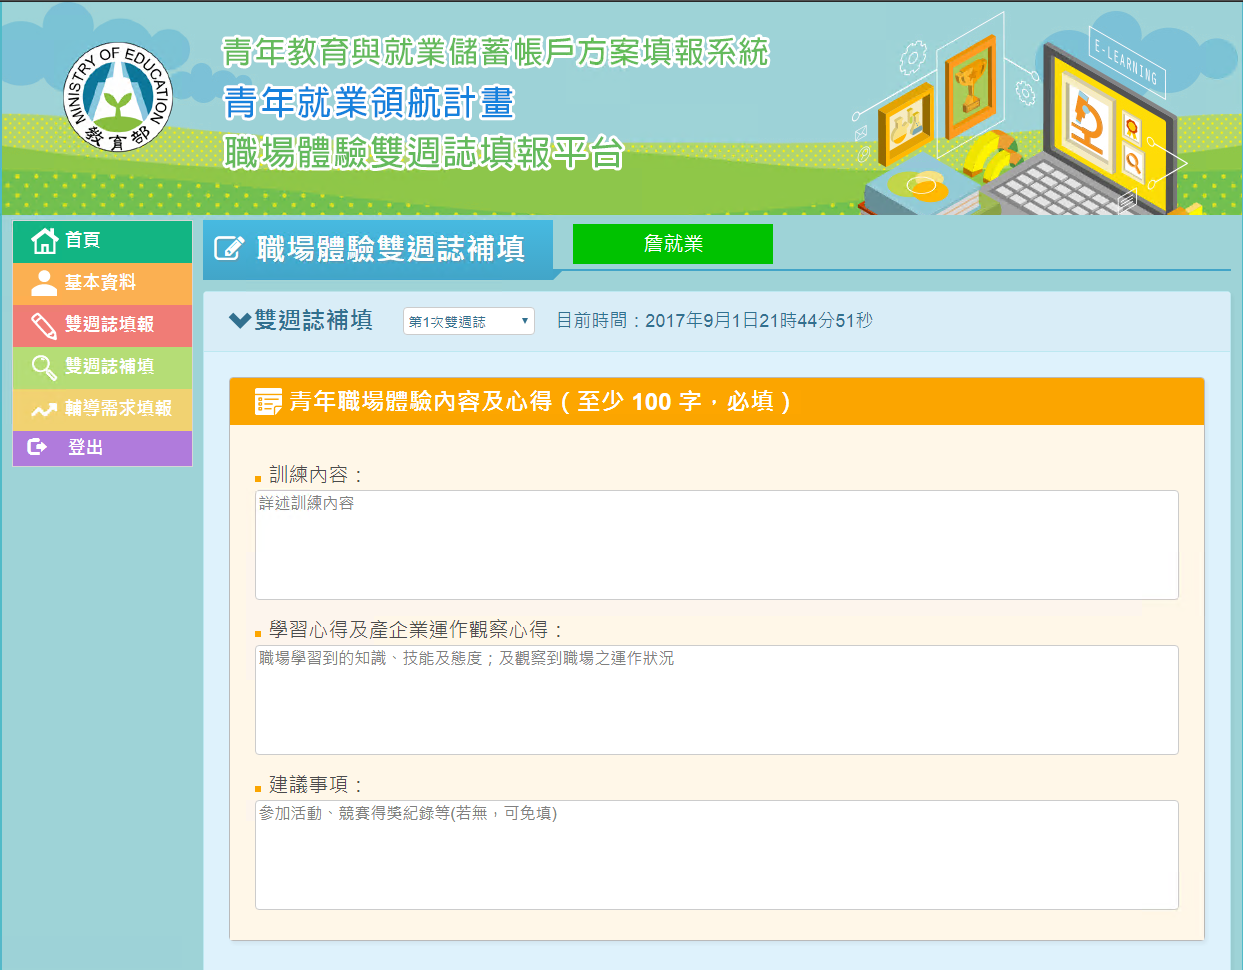 MINISTRY OF EDUCATION
教育部
青年教育與就業儲蓄帳戶方案填報系統
青年就業領航計畫
職場體驗雙週誌填報平台
E-LEARNING
首頁
基本資料
雙週誌填報
雙週誌補填
輔導需求填報
登出
職場體驗雙週誌補填
詹就業
雙週誌補填
第1次雙週誌
目前時間：2017年9月1日21時44分51秒
青年職場體驗內容及心得（至少 100 字，必填）
訓練內容：
詳述訓練內容
學習心得及產企業運作觀察心得：
職場學習到的知識、技能及態度；及觀察到職場之運作狀況
建議事項：
參加活動、競賽得獎紀錄等(若無，可免填)